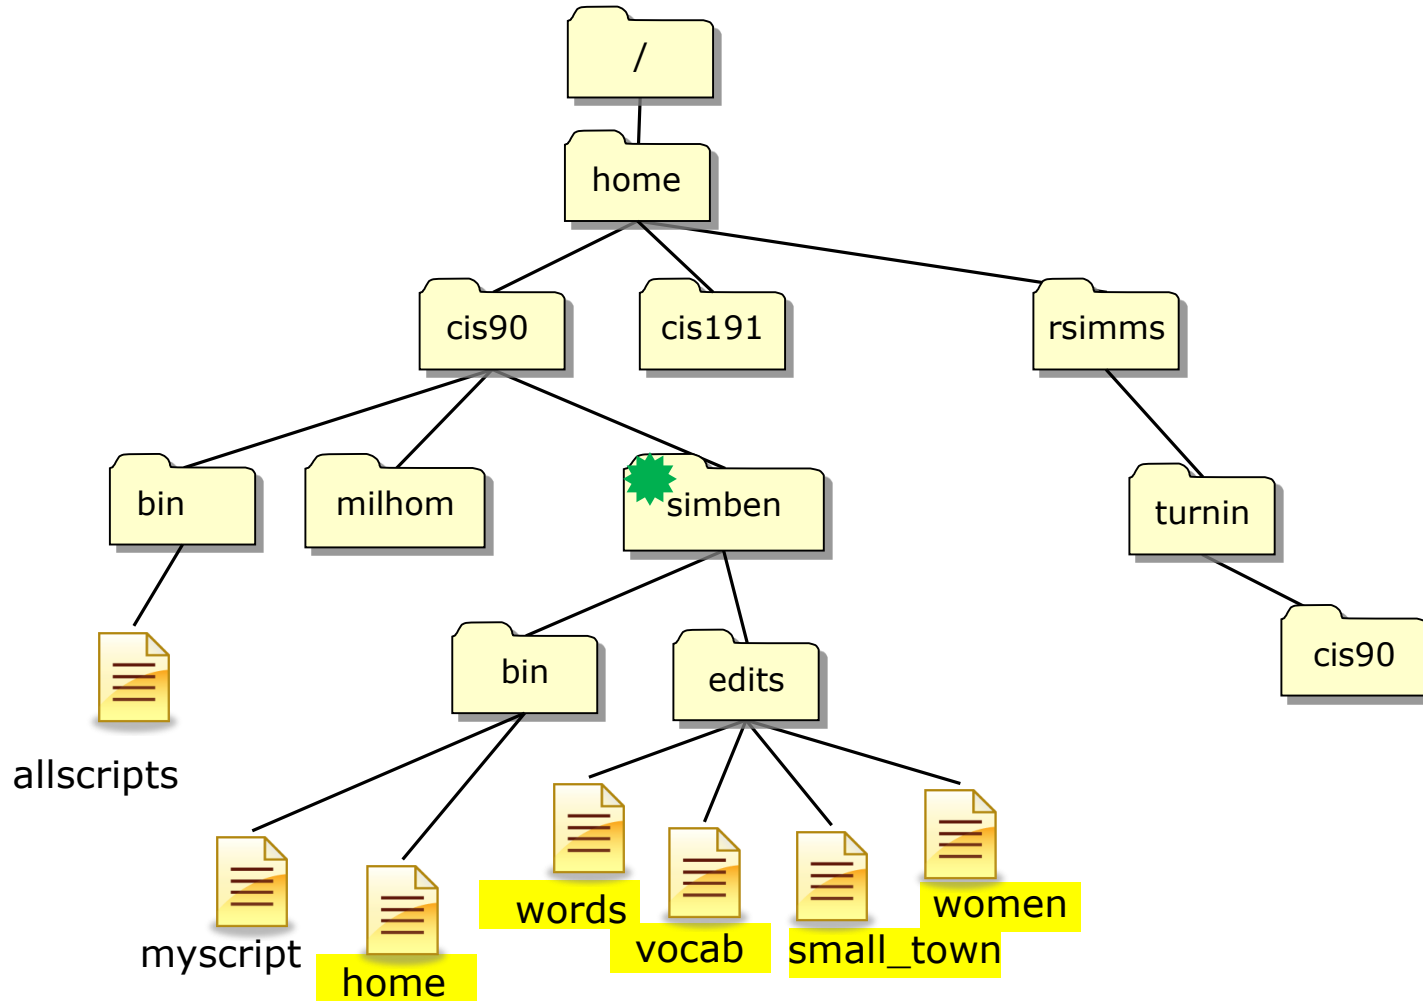 /
home
cis90
cis191
rsimms
bin
milhom
simben
turnin
bin
edits
cis90
allscripts
myscript
home
words
vocab
small_town
women